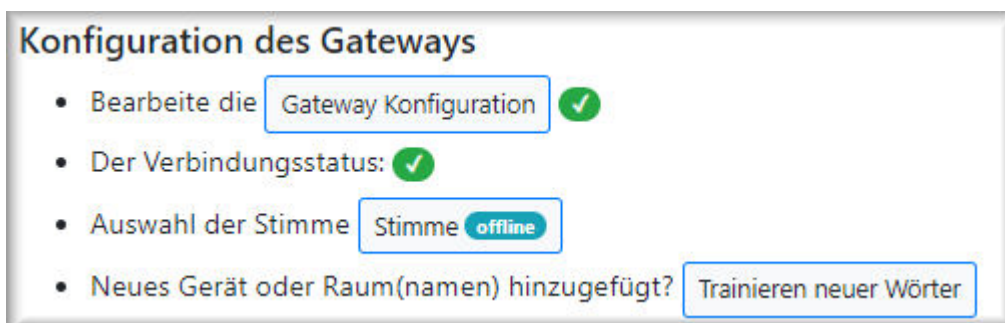 Konfiguration des Gateways
Bearbeite die Gateway Konfiguration
Der Verbindungsstatus:
Auswahl der Stimme Stimme offline
Neues Gerät oder Raum(namen) hinzugefügt? Trainieren neuer Wörter